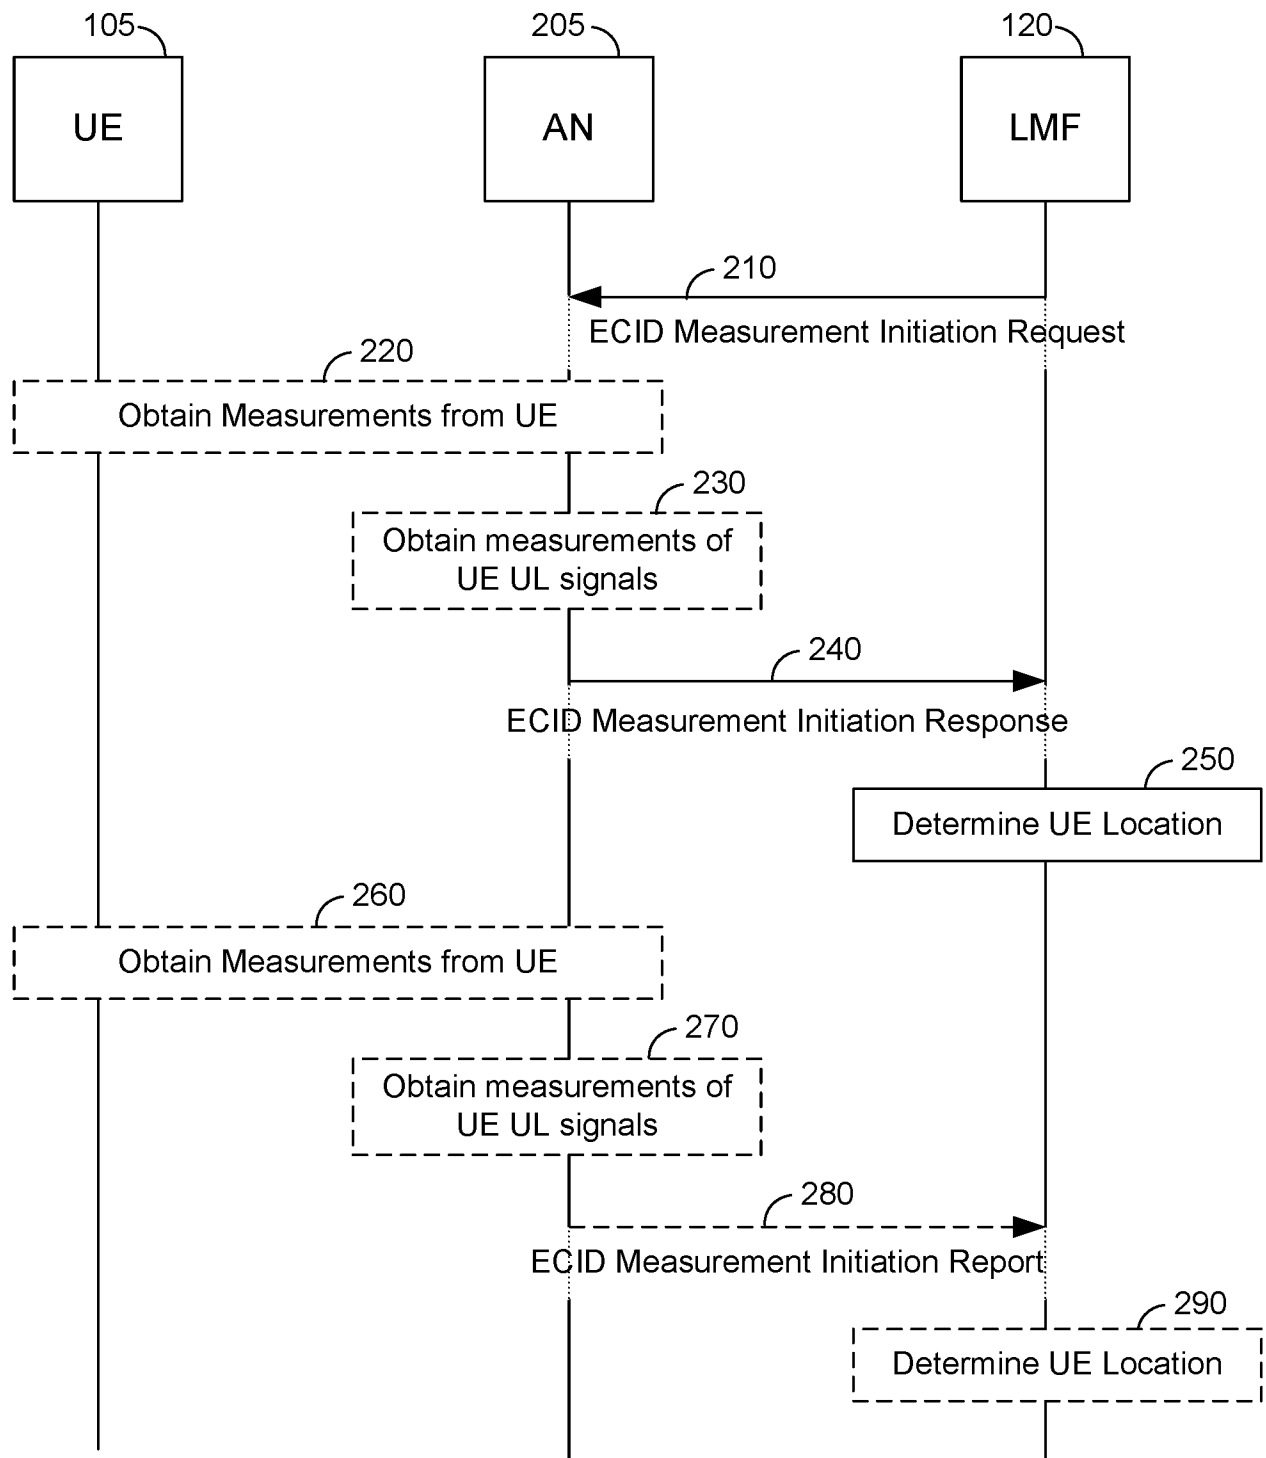 105
205
120
UE
AN
LMF
210
ECID Measurement Initiation Request
220
Obtain Measurements from UE
230
Obtain measurements of
UE UL signals
240
ECID Measurement Initiation Response
250
Determine UE Location
260
Obtain Measurements from UE
270
Obtain measurements of
UE UL signals
280
ECID Measurement Initiation Report
290
Determine UE Location